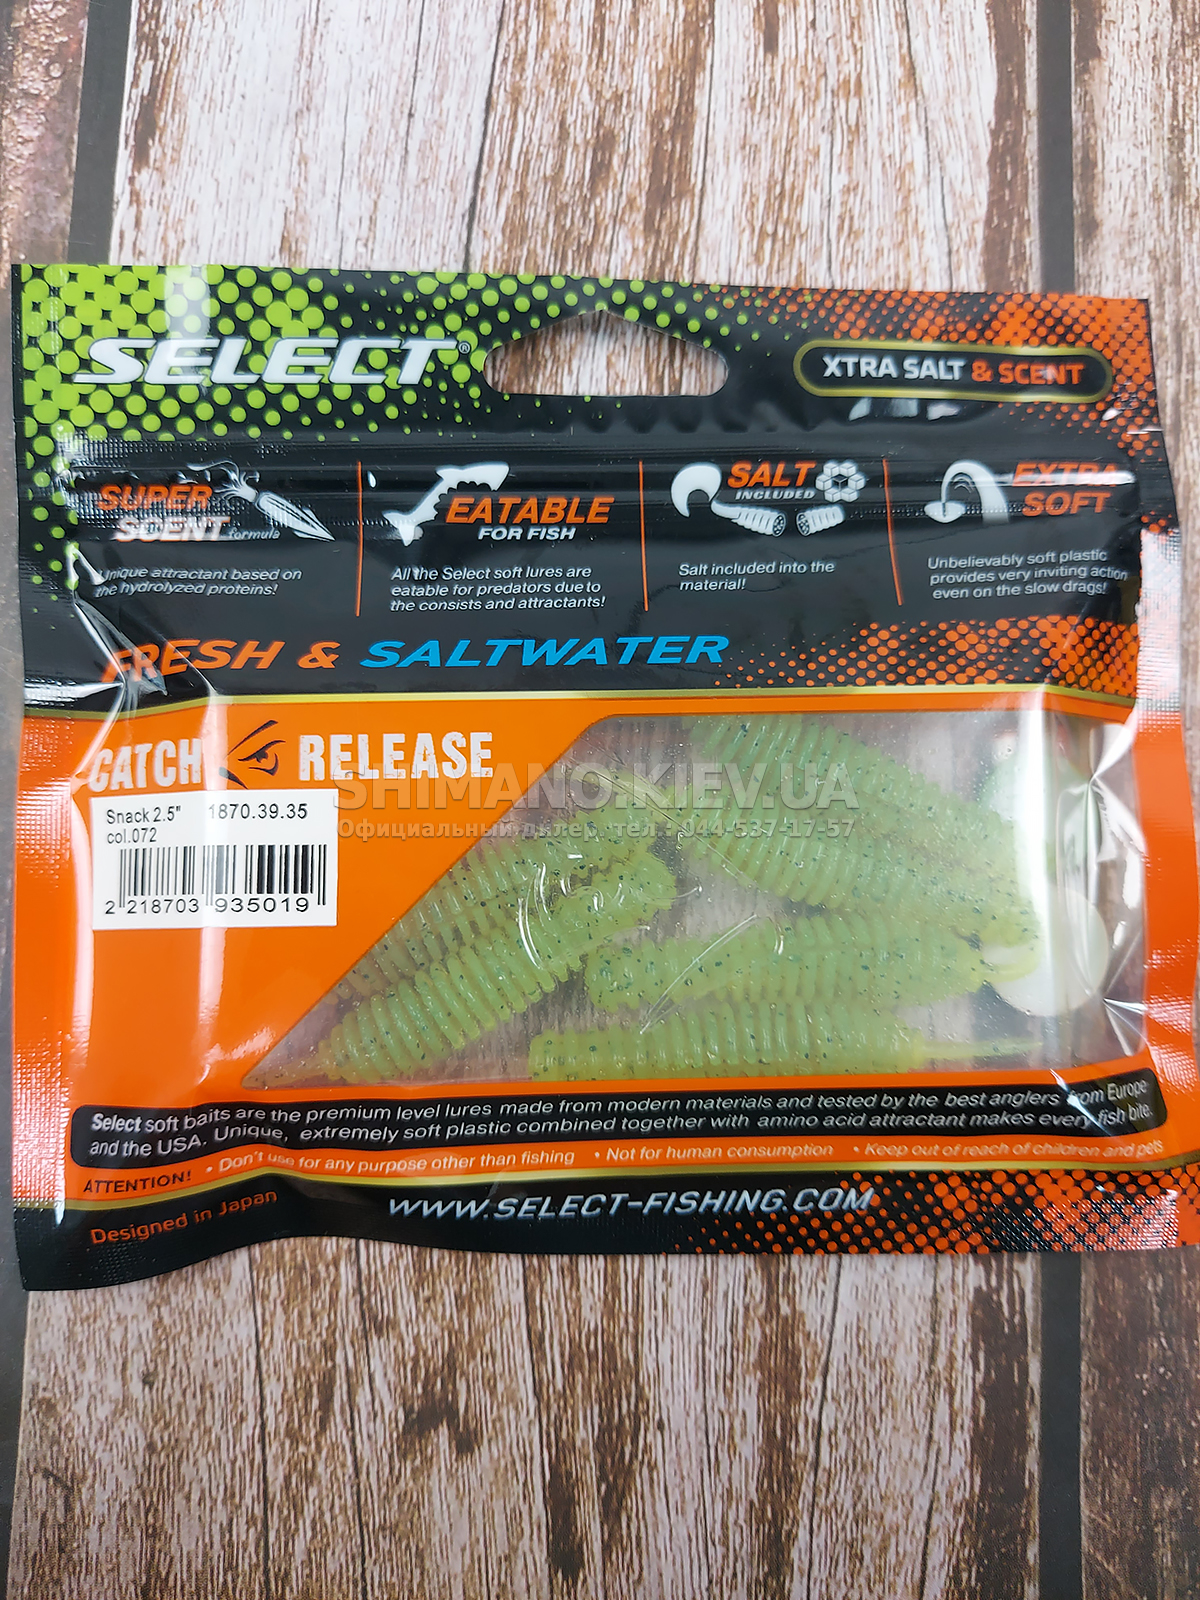 SELECT®
XTRA SALT & SCENT
SUPER
SCENT formula
Unique attractant based on
the hydrolyzed proteins!
EATABLE
FOR FISH
All the Select soft lures are
eatable for predators due to
the consists and attractants!
SALT
INCLUDED
Salt included into the
material!
EXTRA
SOFT
Unbelievably soft plastic
provides very inviting action
even on the slow drags!
FRESH & SALTWATER
CATCH RELEASE
SHIMANO.KIEV.UA
Официальный дилер, тел.: 044-537-17-57
Snack 2.5" 1870.39.35
col.072
2 218703 935019
Select soft baits are the premium level lures made from modern materials and tested by the best anglers from Europe
and the USA. Unique, extremely soft plastic combined together with amino acid attractant makes every fish bite.
ATTENTION! • Don't use for any purpose other than fishing • Not for human consumption • Keep out of reach of children and pets
Designed in Japan
WWW.SELECT-FISHING.COM